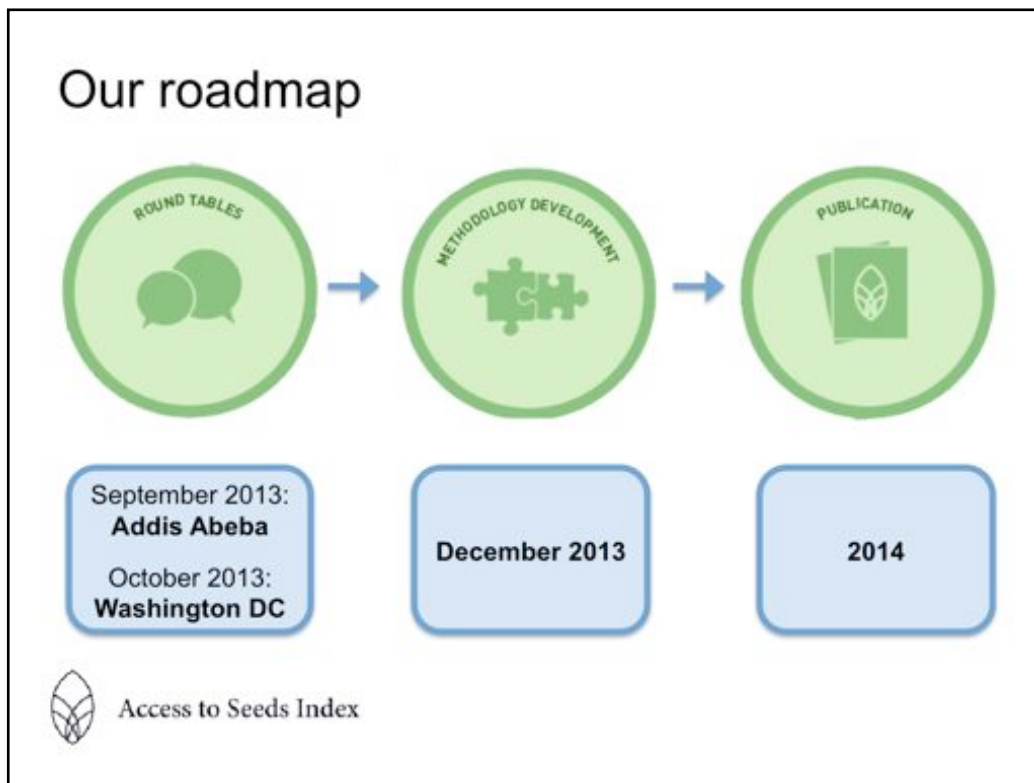 Our roadmap
ROUND TABLES
METHODOLOGY DEVELOPMENT
PUBLICATION
September 2013:
Addis Abeba
October 2013:
Washington DC
December 2013
2014
Access to Seeds Index